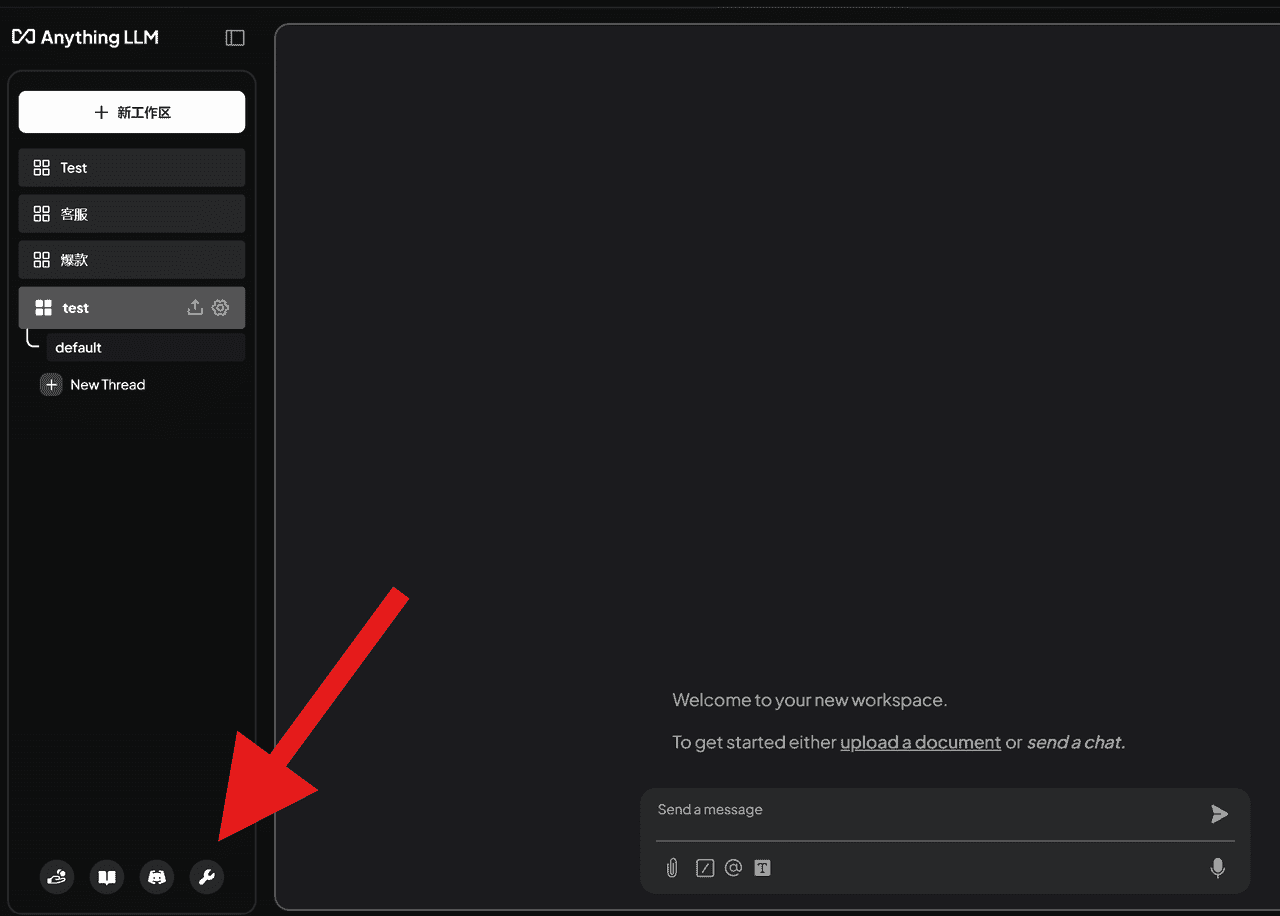 Anything LLM
新工作区
Test
客服
爆款
test
default
New Thread
Welcome to your new workspace.
To get started either upload a document or send a chat.
Send a message